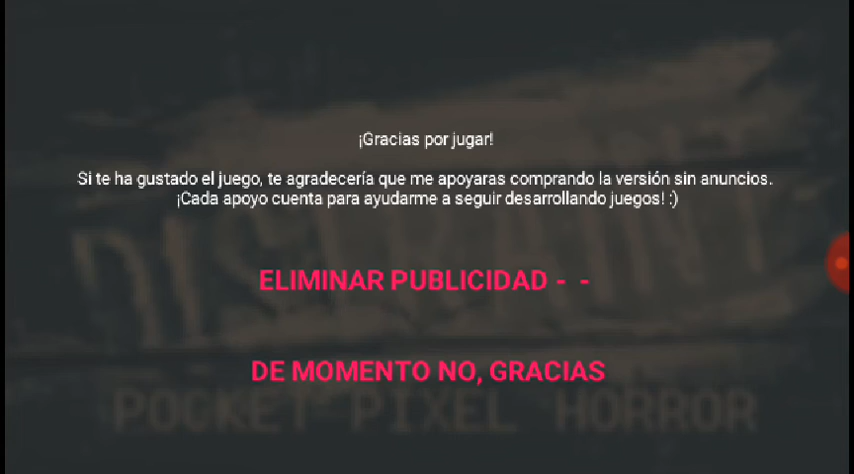 ¡Gracias por jugar!
Si te ha gustado el juego, te agradecería que me apoyaras comprando la versión sin anuncios.
¡Cada apoyo cuenta para ayudarme a seguir desarrollando juegos! :)
DISTRAINT
ELIMINAR PUBLICIDAD - -
DE MOMENTO NO, GRACIAS
POCKET PIXEL HORROR